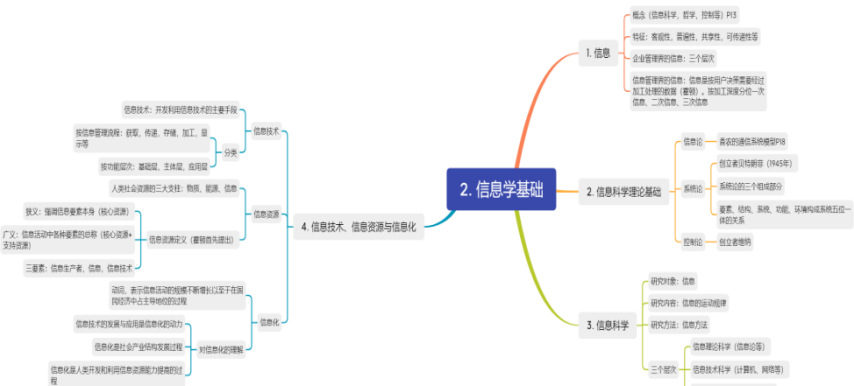 2. 信息学基础
1. 信息
概念（信息科学、哲学、控制等）P13
特征：客观性、普遍性、共享性、可传递性等
企业管理界的信息：三个层次
信息管理界的信息：信息是按用户决策需要经过
加工处理的数据（霍顿）。按加工深度分位一次
信息、二次信息、三次信息
2. 信息科学理论基础
信息论
香农的通信系统模型P18
系统论
创立者贝特朗菲（1945年）
系统论的三个组成部分
要素、结构、系统、功能、环境构成系统五位一
体的关系
控制论
创立者维纳
3. 信息科学
研究对象：信息
研究内容：信息的运动规律
研究方法：信息方法
三个层次
信息理论科学（信息论等）
信息技术科学（计算机、网络等）
4. 信息技术、信息资源与信息化
信息技术
信息技术：开发利用信息技术的主要手段
分类
按信息管理流程：获取、传递、存储、加工、显
示等
按功能层次：基础层、主体层、应用层
信息资源
人类社会资源的三大支柱：物质、能源、信息
信息资源定义（霍顿首先提出）
狭义：强调信息要素本身（核心资源）
广义：信息活动中各种要素的总称（核心资源+
支持资源）
三要素：信息生产者，信息，信息技术
信息化
动词，表示信息活动的规模不断增长以至于在国
民经济中占主导地位的过程
对信息化的理解
信息技术的发展与应用是信息化的动力
信息化是社会产业结构发展过程
信息化是人类开发和利用信息资源能力提高的过
程